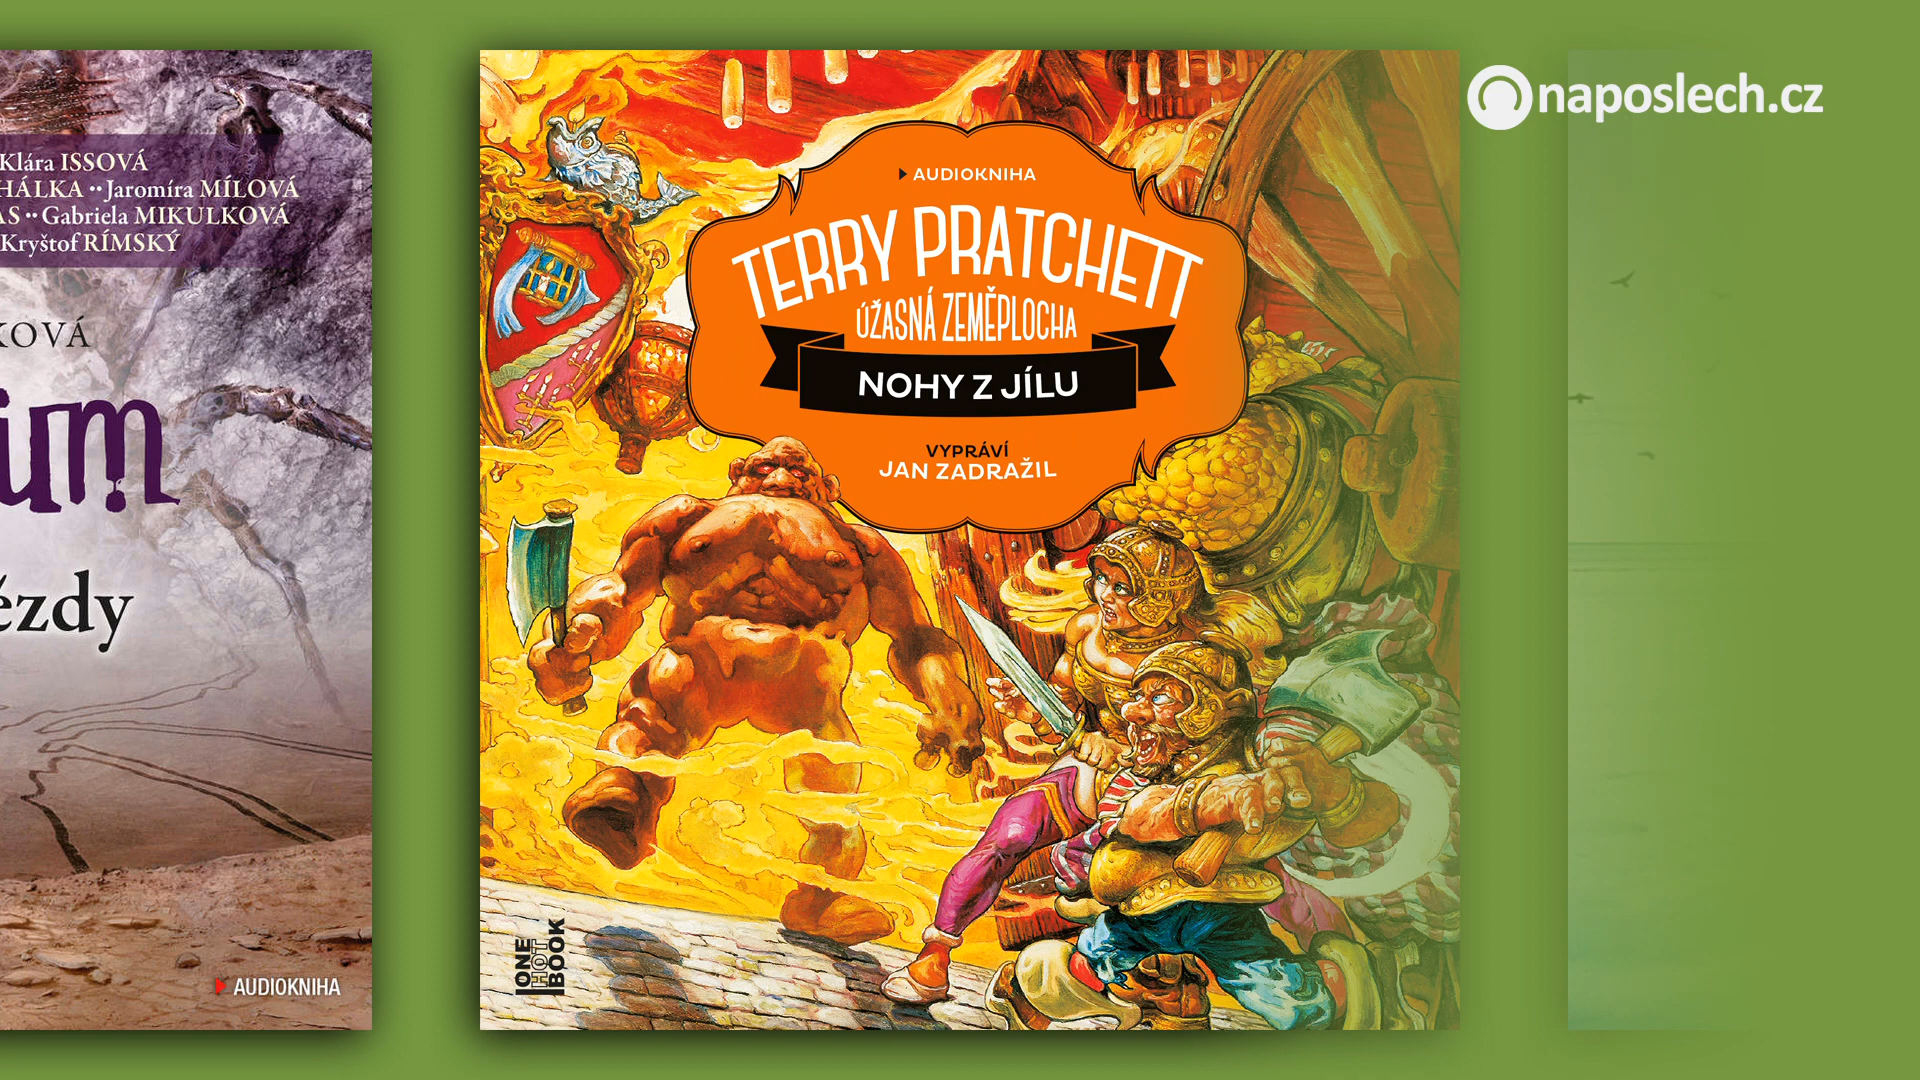 Klára ISSOVÁ
HÁLKA •• Jaromíra MÍLOVÁ
AS •• Gabriela MIKULKOVÁ
Kryštof RÍMSKÝ
KOVÁ
um
ézdy
AUDIOKNIHA
AUDIOKNIHA
TERRY PRATCHETT
ÚŽASNÁ ZEMĚPLOCHA
NOHY Z JÍLU
VYPRÁVÍ
JAN ZADRAŽIL
ONE
HOT
BOOK
naposlech.cz